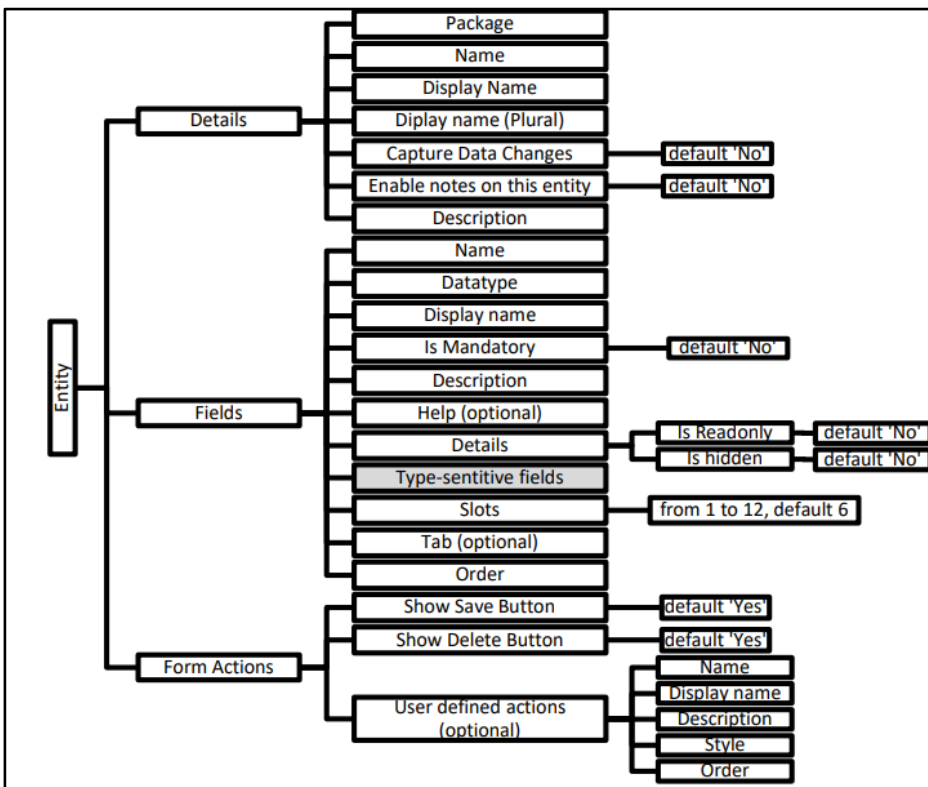 Package
Name
Display Name
Details
Diplay name (Plural)
Capture Data Changes
default 'No'
Enable notes on this entity
default 'No'
Description
Name
Datatype
Display name
Is Mandatory
default 'No'
Description
Entity
Fields
Help (optional)
Details
Is Readonly
default 'No'
Is hidden
default 'No'
Type-sentitive fields
Slots
from 1 to 12, default 6
Tab (optional)
Order
Show Save Button
default 'Yes'
Show Delete Button
default 'Yes'
Form Actions
User defined actions
(optional)
Name
Display name
Description
Style
Order